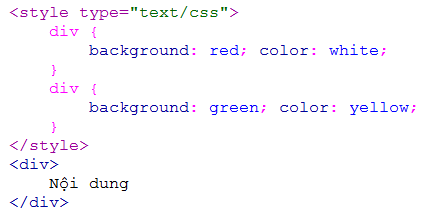 <style type="text/css">
    div {
        background: red; color: white;
    }
    div {
        background: green; color: yellow;
    }
</style>
<div>
    Nội dung
</div>